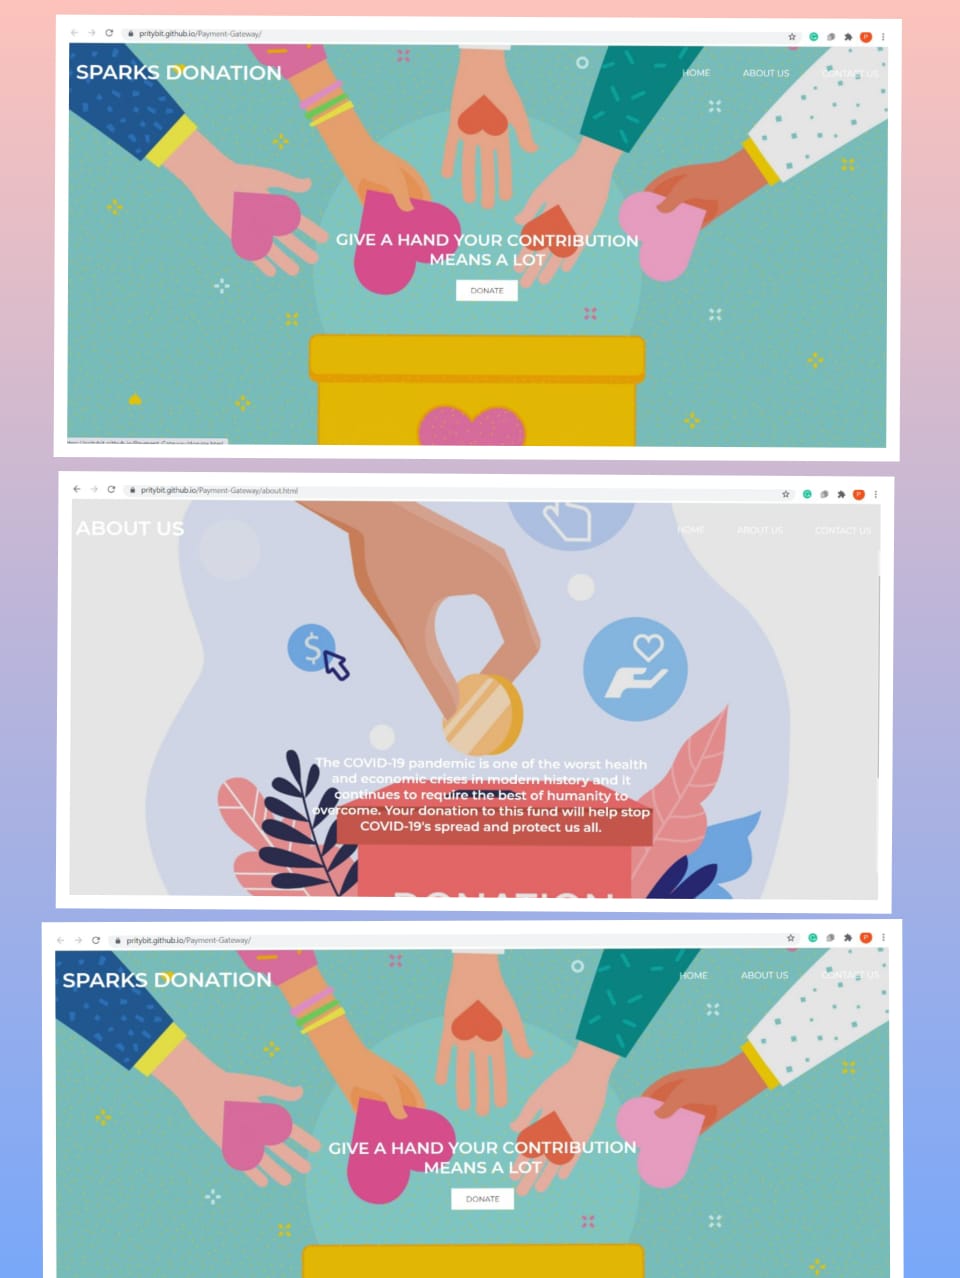 pritybit.github.io/Payment-Gateway/
SPARKS DONATION
HOME ABOUT US CONTACT US
GIVE A HAND YOUR CONTRIBUTION
MEANS A LOT
DONATE
pritybit.github.io/Payment-Gateway/about.html
ABOUT US
HOME ABOUT US CONTACT US
The COVID-19 pandemic is one of the worst health
and economic crises in modern history and it
continues to require the best of humanity to
overcome. Your donation to this fund will help stop
COVID-19's spread and protect us all.
DONATION
pritybit.github.io/Payment-Gateway/
SPARKS DONATION
HOME ABOUT US CONTACT US
GIVE A HAND YOUR CONTRIBUTION
MEANS A LOT
DONATE